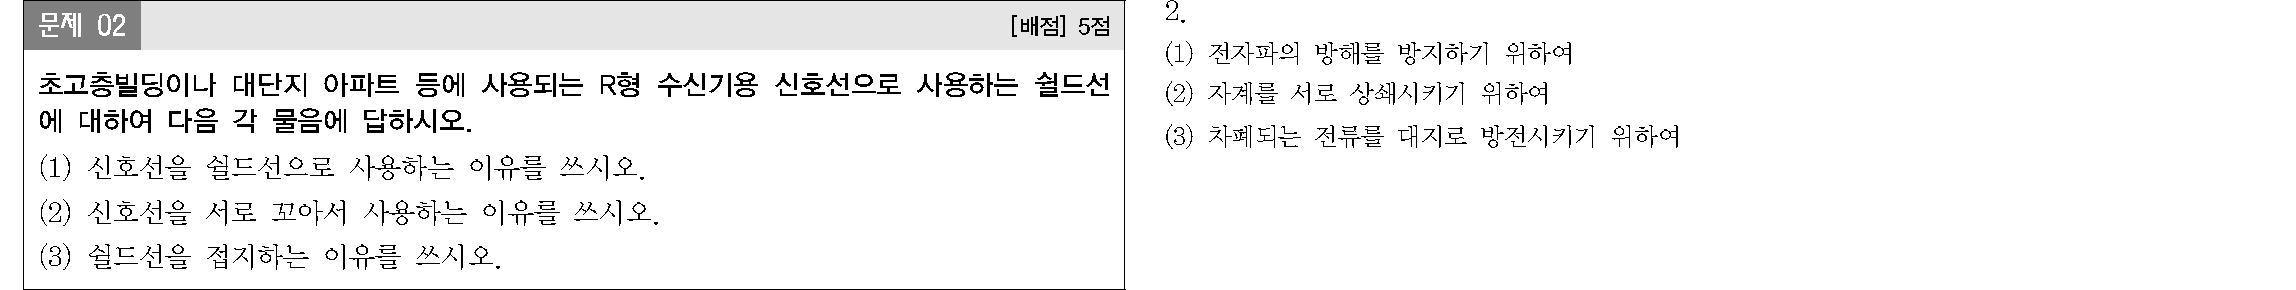 문제 02
[배점] 5점
초고층빌딩이나 대단지 아파트 등에 사용되는 R형 수신기용 신호선으로 사용하는 쉴드선
에 대하여 다음 각 물음에 답하시오.
(1) 신호선을 쉴드선으로 사용하는 이유를 쓰시오.
(2) 신호선을 서로 꼬아서 사용하는 이유를 쓰시오.
(3) 쉴드선을 접지하는 이유를 쓰시오.
2.
(1) 전자파의 방해를 방지하기 위하여
(2) 자계를 서로 상쇄시키기 위하여
(3) 차폐되는 전류를 대지로 방전시키기 위하여